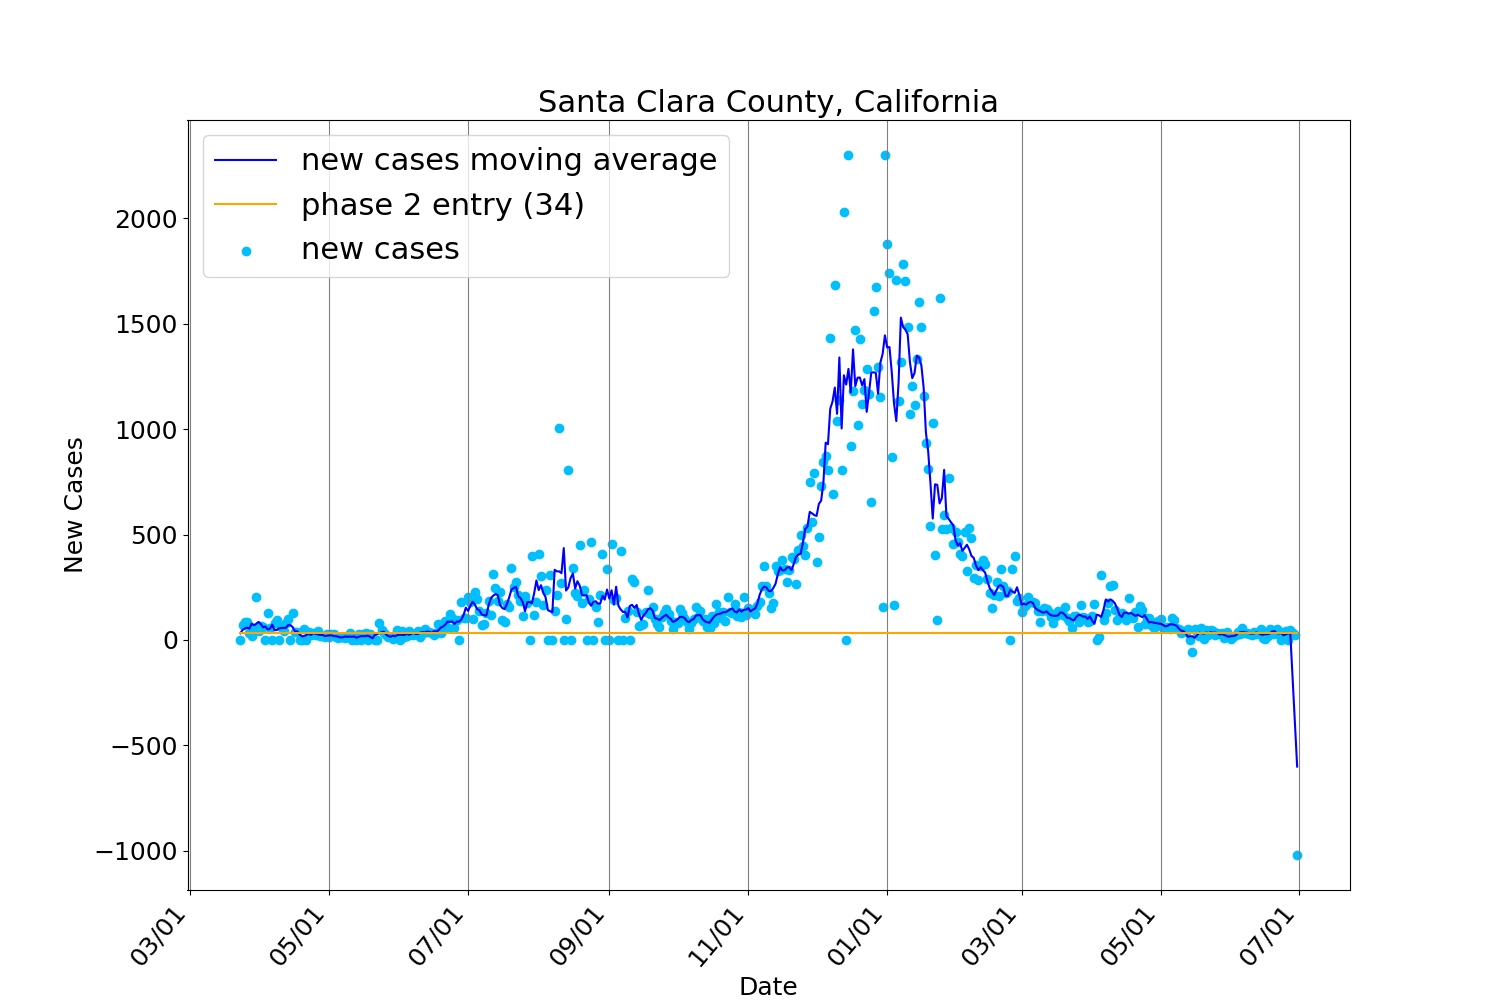 Santa Clara County, California
new cases moving average
phase 2 entry (34)
new cases
New Cases
2000
1500
1000
500
0
−500
−1000
03/01
05/01
07/01
09/01
11/01
01/01
03/01
05/01
07/01
Date